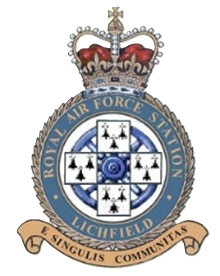 ROYAL AIR FORCE STATION
LICHFIELD
E SINGULIS COMMUNITAS